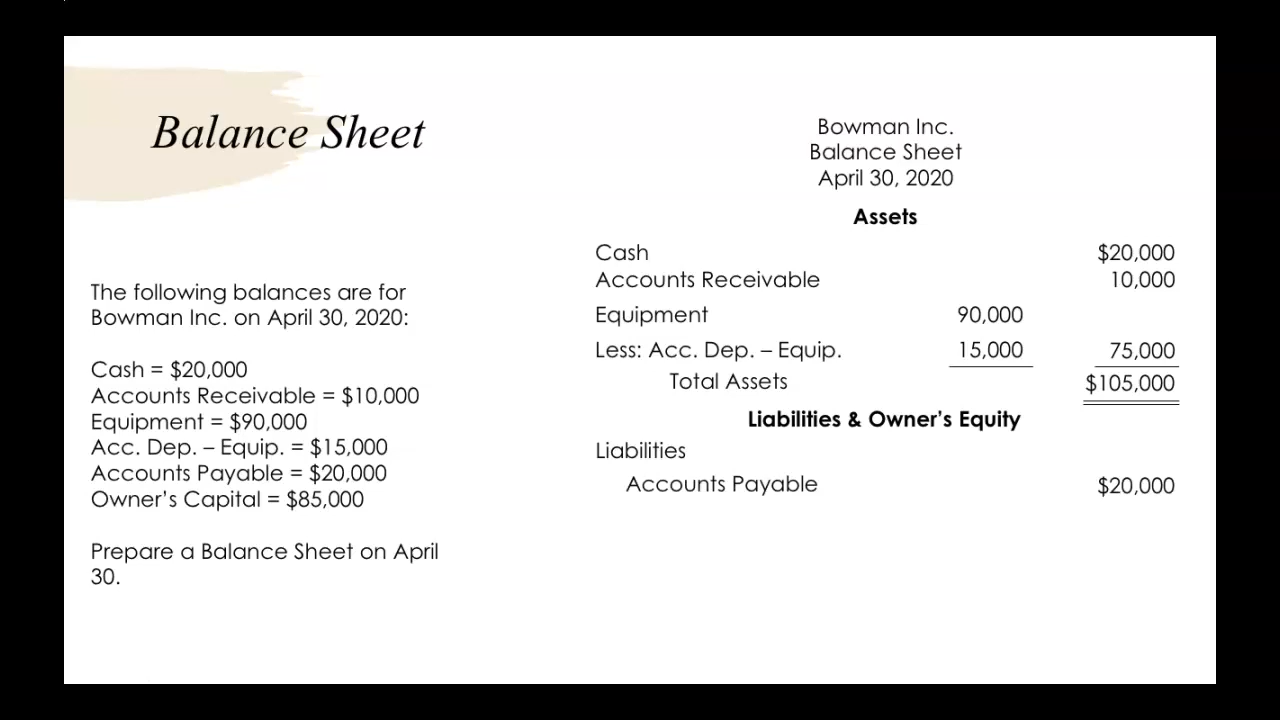 Balance Sheet
The following balances are for
Bowman Inc. on April 30, 2020:
Cash = $20,000
Accounts Receivable = $10,000
Equipment = $90,000
Acc. Dep. – Equip. = $15,000
Accounts Payable = $20,000
Owner’s Capital = $85,000
Prepare a Balance Sheet on April
30.
Bowman Inc.
Balance Sheet
April 30, 2020
Assets
Cash $20,000
Accounts Receivable 10,000
Equipment 90,000
Less: Acc. Dep. – Equip. 15,000 75,000
Total Assets $105,000
Liabilities & Owner’s Equity
Liabilities
Accounts Payable $20,000